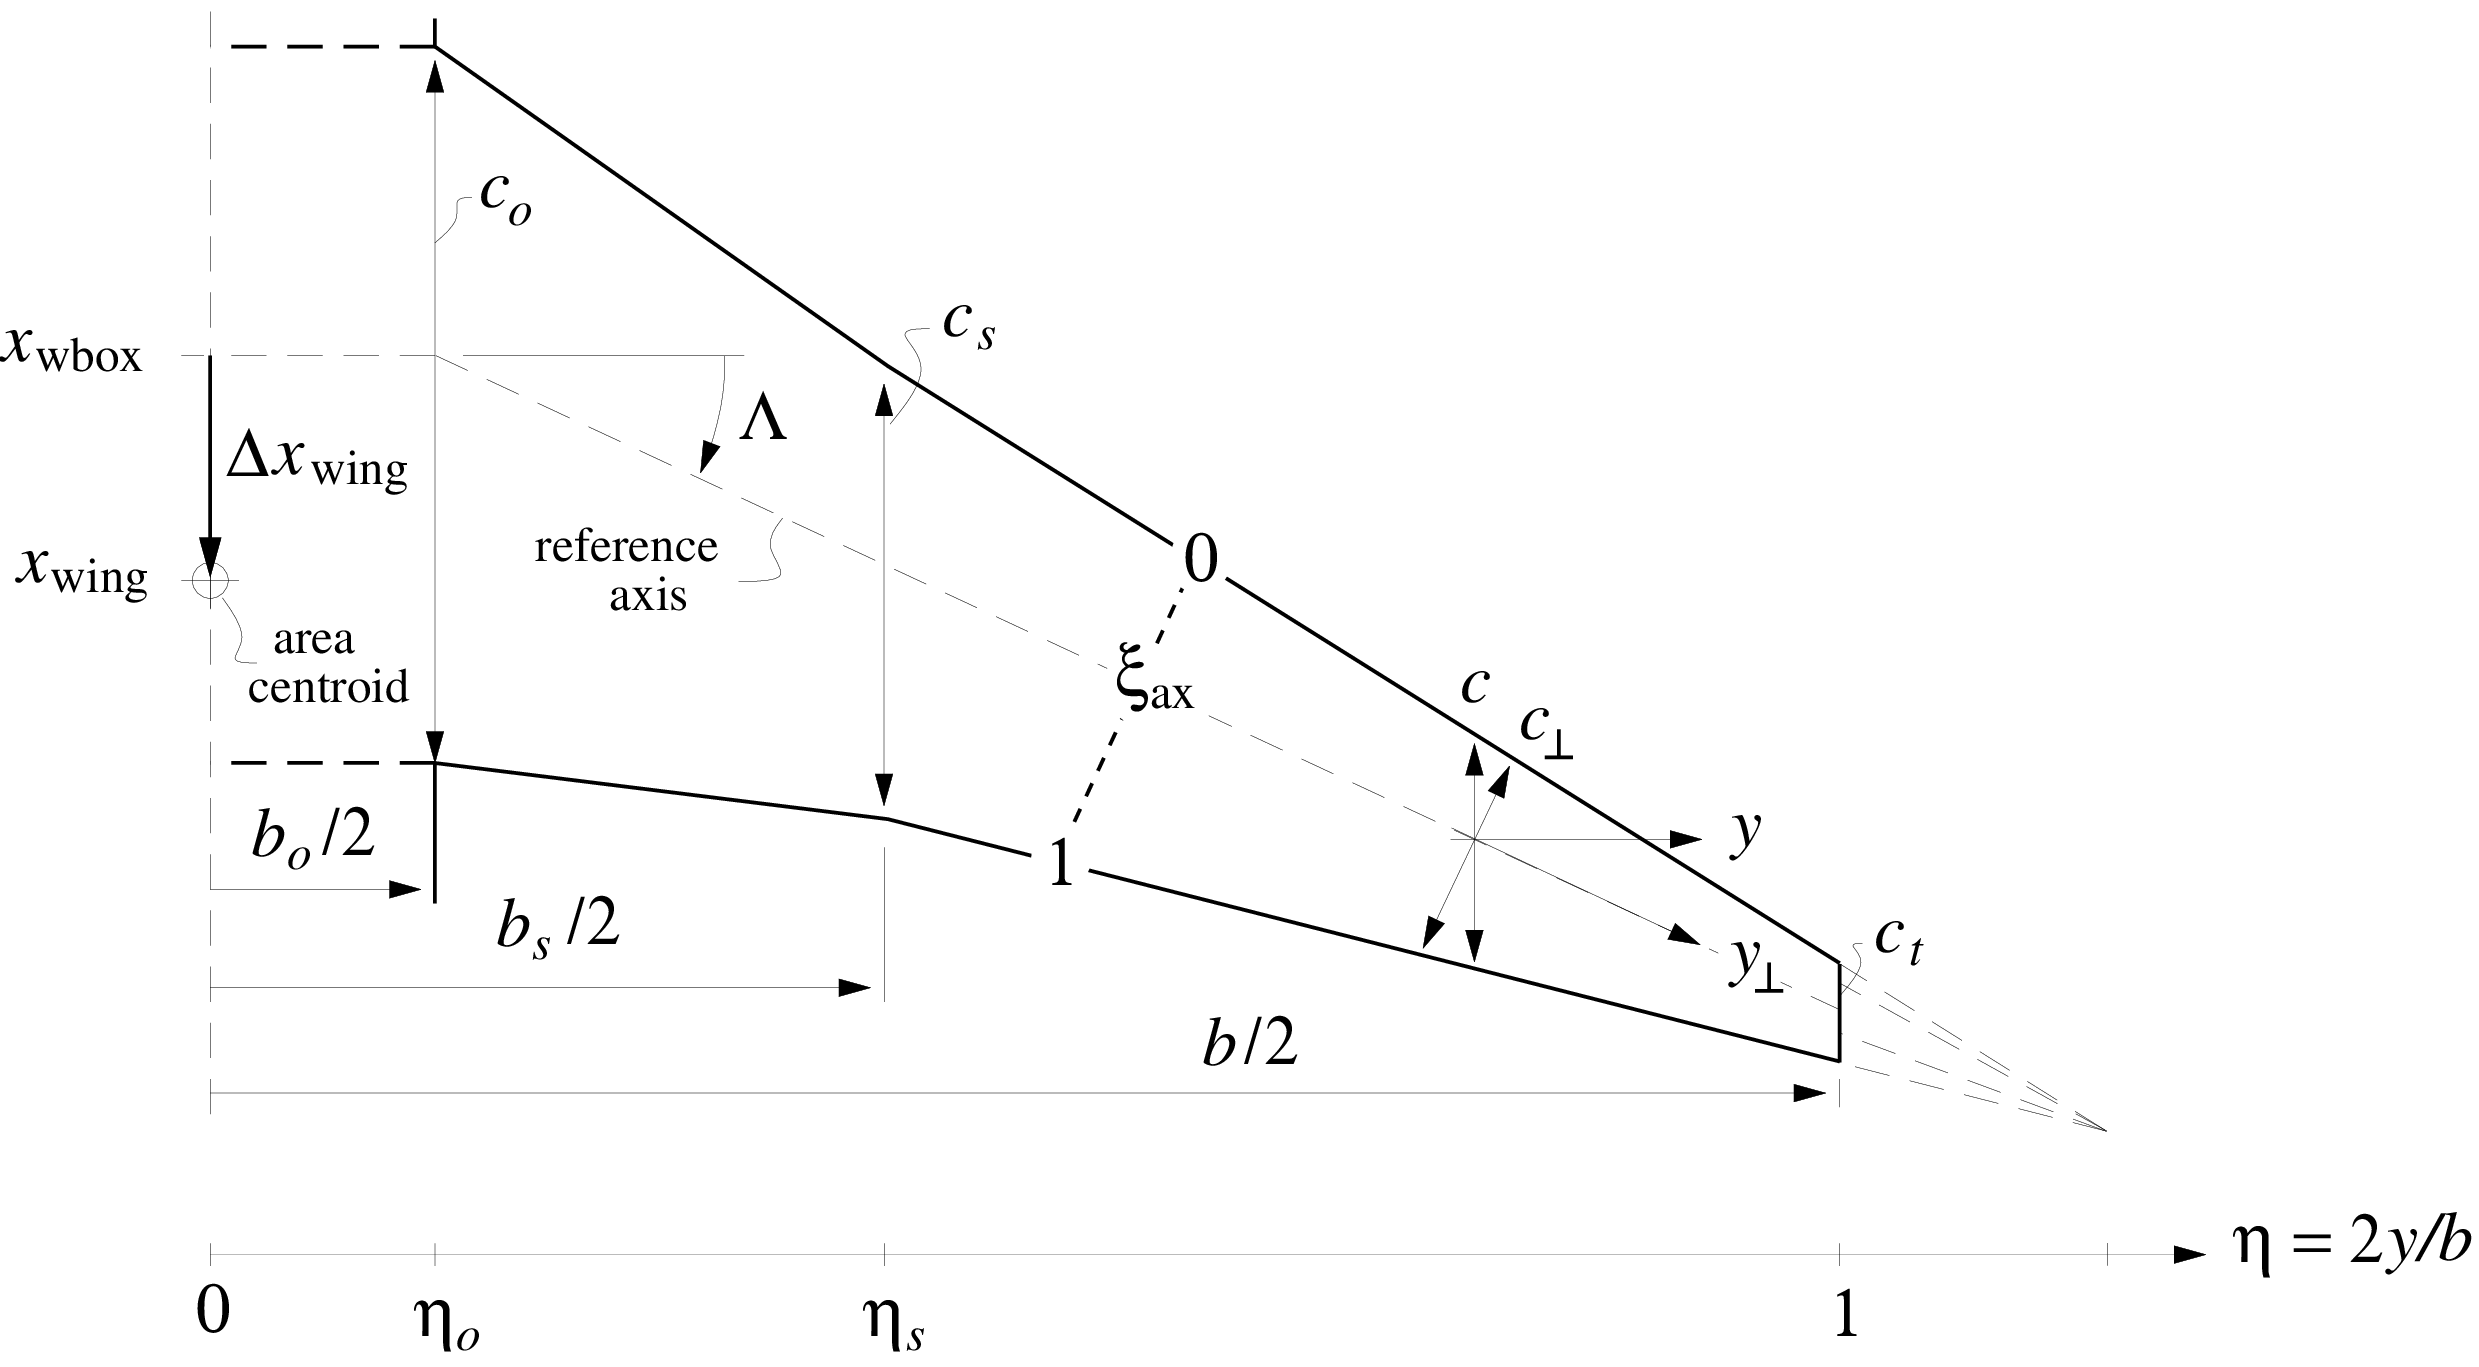 c_o
c_s
x_wbox
Λ
Δx_wing
reference
axis
x_wing
0
area
centroid
ξ_ax
c
c_⊥
b_o/2
y
1
b_s/2
c_t
y_⊥
b/2
η = 2y/b
0
η_o
η_s
1